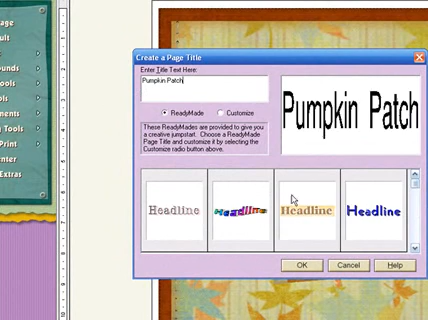 Create a Page Title
Enter Title Text Here:
Pumpkin Patch
ReadyMade
Customize
These ReadyMades are provided to give you
a creative jumpstart. Choose a ReadyMade
Page Title and customize it by selecting the
Customize radio button above.
Pumpkin Patch
Headline
Headline
Headline
Headline
OK
Cancel
Help
Print
Extras